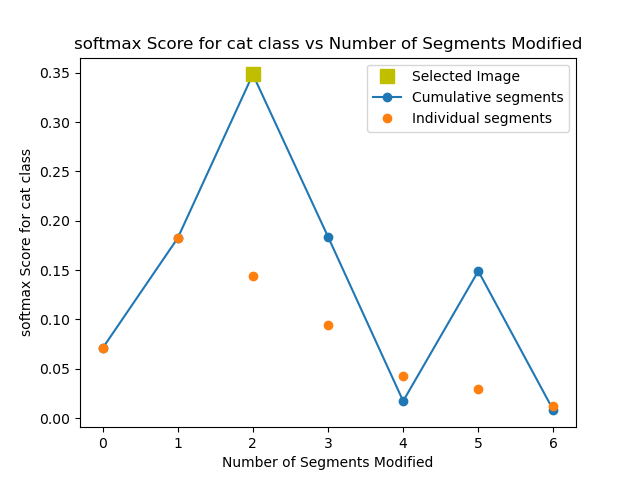 softmax Score for cat class vs Number of Segments Modified
Selected Image
Cumulative segments
Individual segments
softmax Score for cat class
0.35
0.30
0.25
0.20
0.15
0.10
0.05
0.00
0 1 2 3 4 5 6
Number of Segments Modified